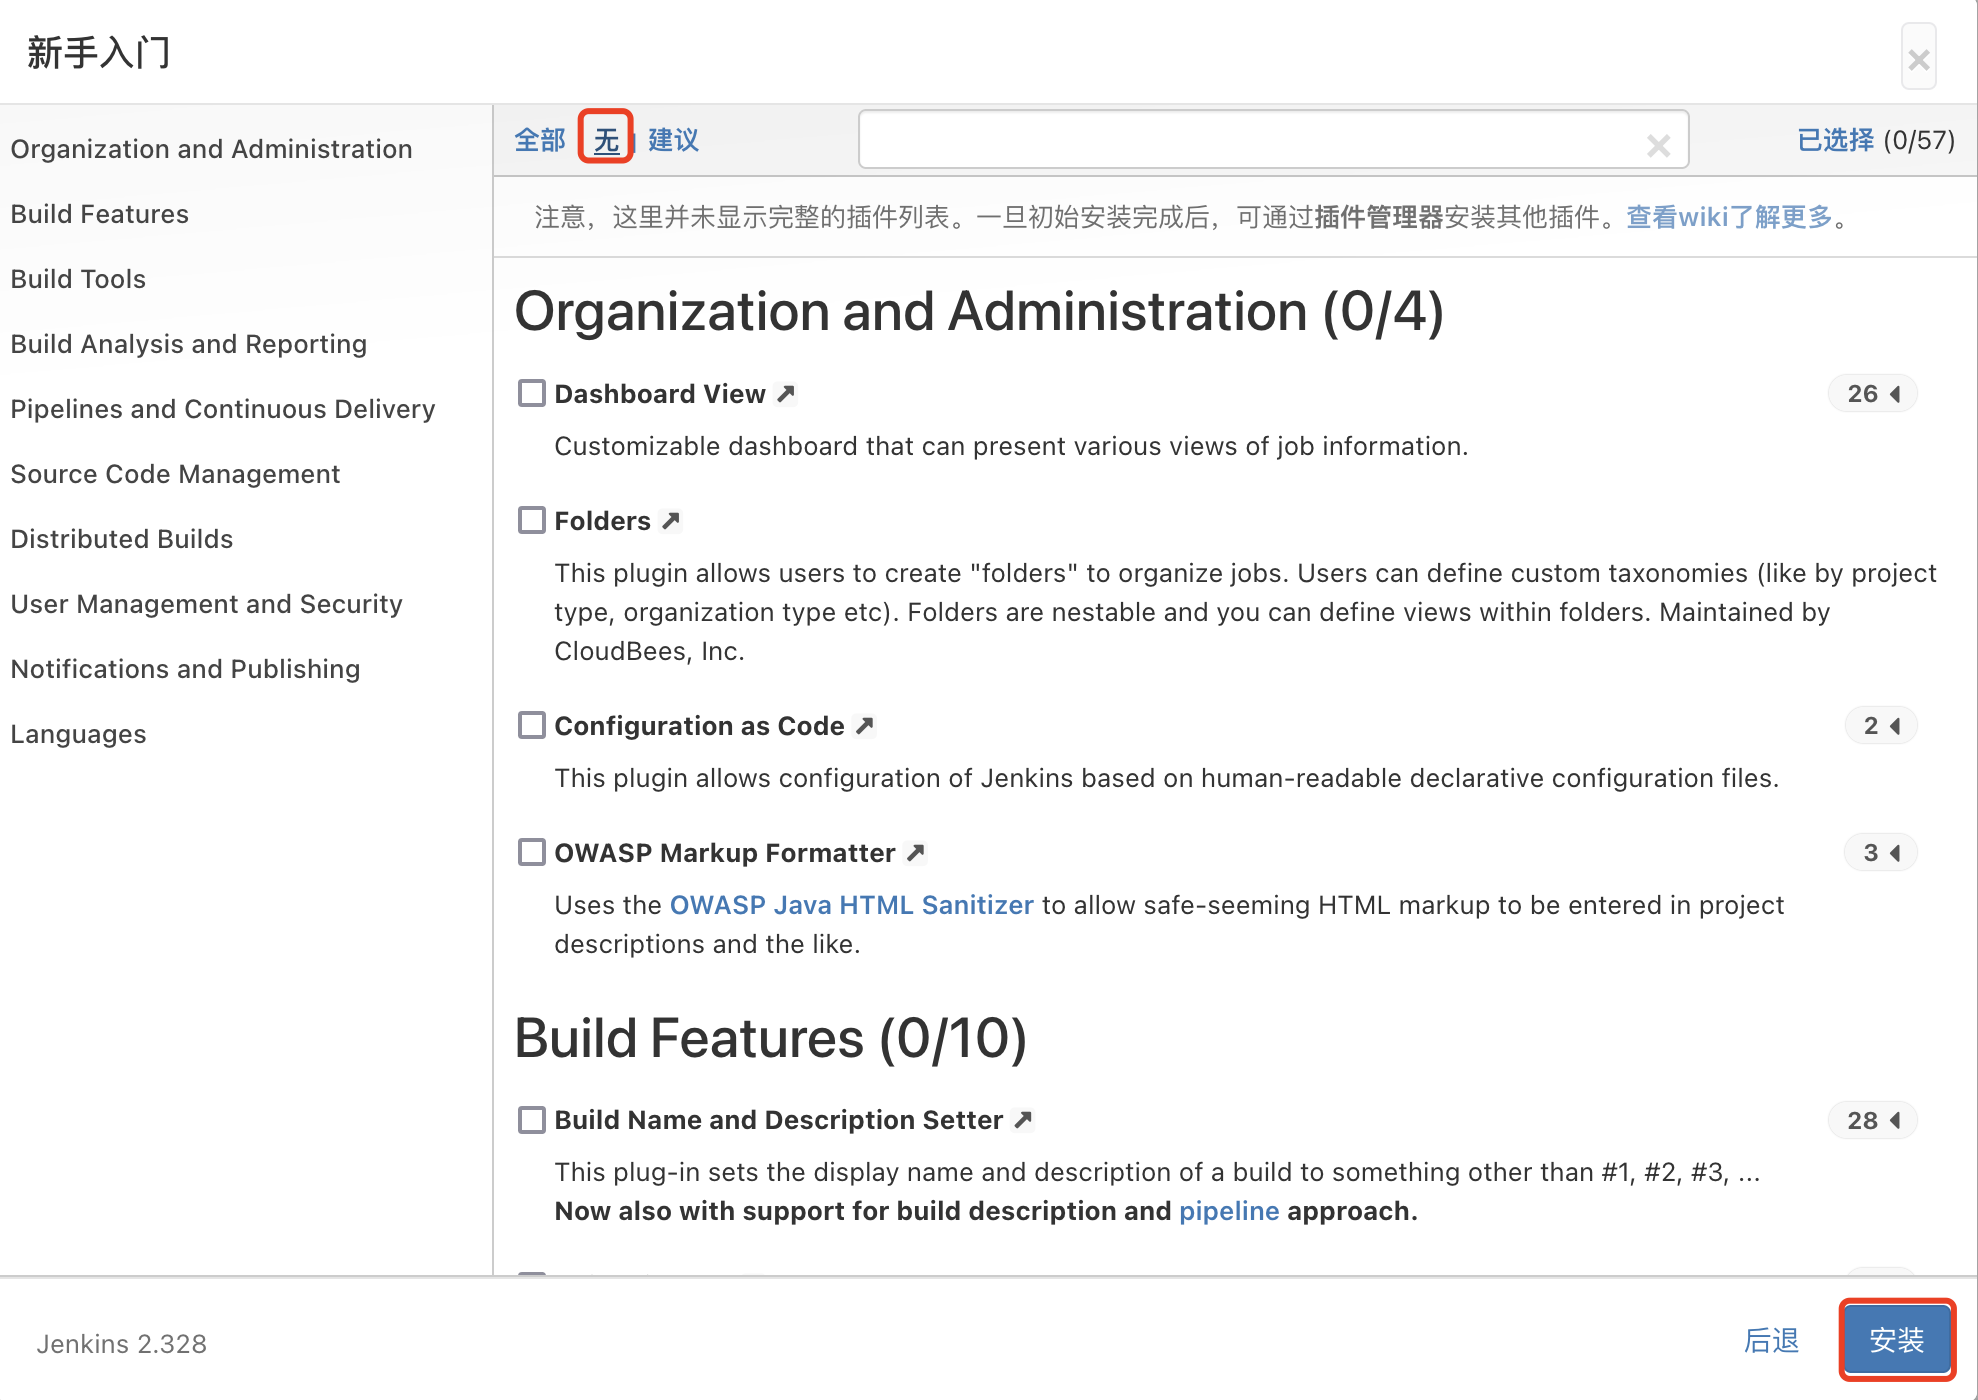 新手入门
×
Organization and Administration
Build Features
Build Tools
Build Analysis and Reporting
Pipelines and Continuous Delivery
Source Code Management
Distributed Builds
User Management and Security
Notifications and Publishing
Languages
全部 无 建议
×
已选择 (0/57)
注意，这里并未显示完整的插件列表。一旦初始安装完成后，可通过插件管理器安装其他插件。查看wiki了解更多。
Organization and Administration (0/4)
Dashboard View
26
Customizable dashboard that can present various views of job information.
Folders
This plugin allows users to create "folders" to organize jobs. Users can define custom taxonomies (like by project
type, organization type etc). Folders are nestable and you can define views within folders. Maintained by
CloudBees, Inc.
Configuration as Code
2
This plugin allows configuration of Jenkins based on human-readable declarative configuration files.
OWASP Markup Formatter
3
Uses the OWASP Java HTML Sanitizer to allow safe-seeming HTML markup to be entered in project
descriptions and the like.
Build Features (0/10)
Build Name and Description Setter
28
This plug-in sets the display name and description of a build to something other than #1, #2, #3, ...
Now also with support for build description and pipeline approach.
Jenkins 2.328
后退
安装